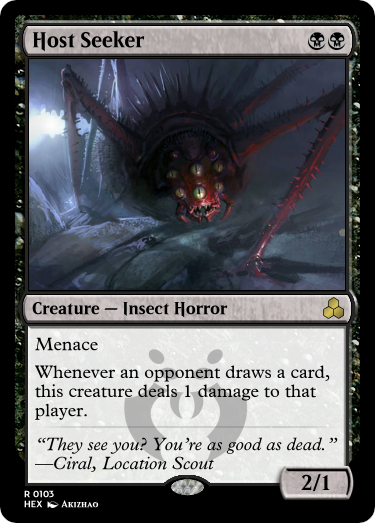 Host Seeker
Creature — Insect Horror
Menace
Whenever an opponent draws a card,
this creature deals 1 damage to that
player.
“They see you? You're as good as dead.”
—Ciral, Location Scout
2/1
R 0103
HEX Akizhao